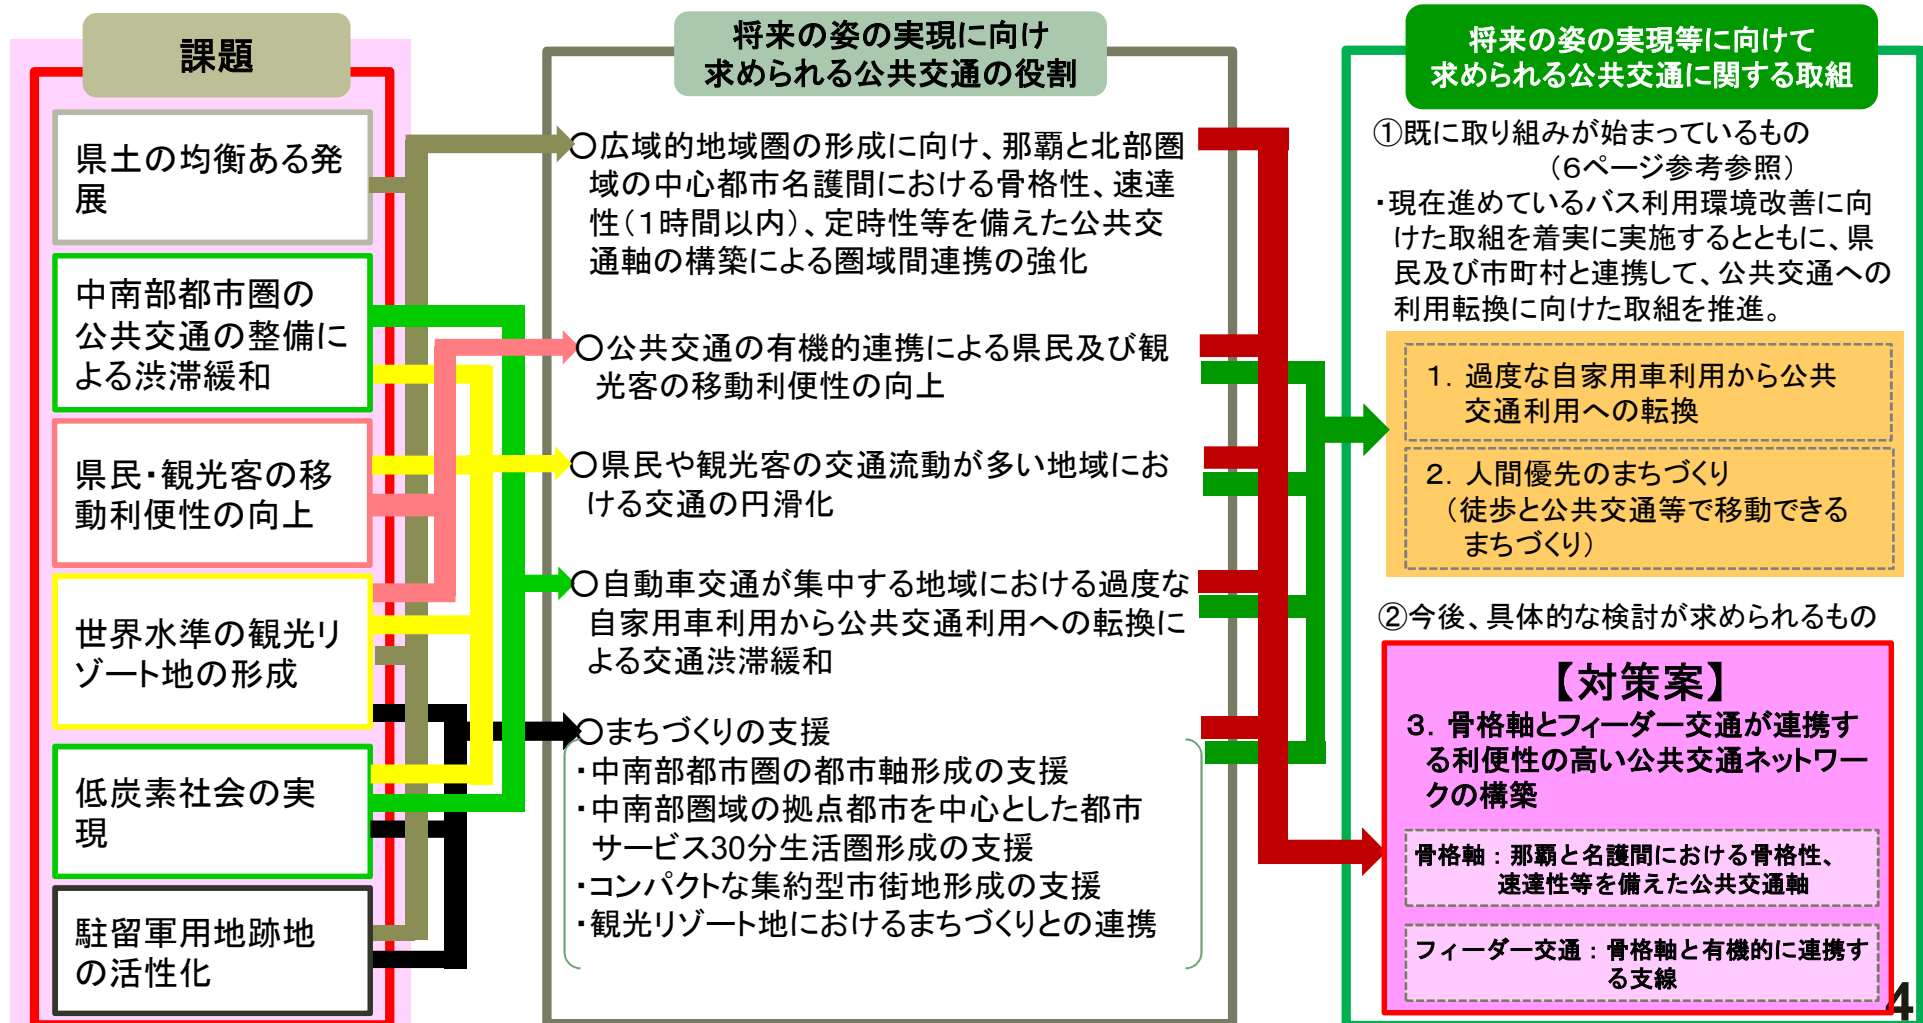 課題
県土の均衡ある発
展
中南部都市圏の
公共交通の整備に
よる渋滞緩和
県民・観光客の移
動利便性の向上
世界水準の観光リ
ゾート地の形成
低炭素社会の実
現
駐留軍用地跡地
の活性化
将来の姿の実現に向け
求められる公共交通の役割
○広域的地域圏の形成に向け、那覇と北部圏
域の中心都市名護間における骨格性、速達
性(1時間以内)、定時性等を備えた公共交
通軸の構築による圏域間連携の強化
○公共交通の有機的連携による県民及び観
光客の移動利便性の向上
○県民や観光客の交通流動が多い地域にお
ける交通の円滑化
○自動車交通が集中する地域における過度な
自家用車利用から公共交通利用への転換に
よる交通渋滞緩和
○まちづくりの支援
・中南部都市圏の都市軸形成の支援
・中南部圏域の拠点都市を中心とした都市
サービス30分生活圏形成の支援
・コンパクトな集約型市街地形成の支援
・観光リゾート地におけるまちづくりとの連携
将来の姿の実現等に向けて
求められる公共交通に関する取組
①既に取り組みが始まっているもの
(6ページ参考参照)
・現在進めているバス利用環境改善に向
けた取組を着実に実施するとともに、県
民及び市町村と連携して、公共交通への
利用転換に向けた取組を推進。
1．過度な自家用車利用から公共
交通利用への転換
2．人間優先のまちづくり
(徒歩と公共交通等で移動できる
まちづくり)
②今後、具体的な検討が求められるもの
【対策案】
3．骨格軸とフィーダー交通が連携す
る利便性の高い公共交通ネットワー
クの構築
骨格軸：那覇と名護間における骨格性、
速達性等を備えた公共交通軸
フィーダー交通：骨格軸と有機的に連携す
る支線
4